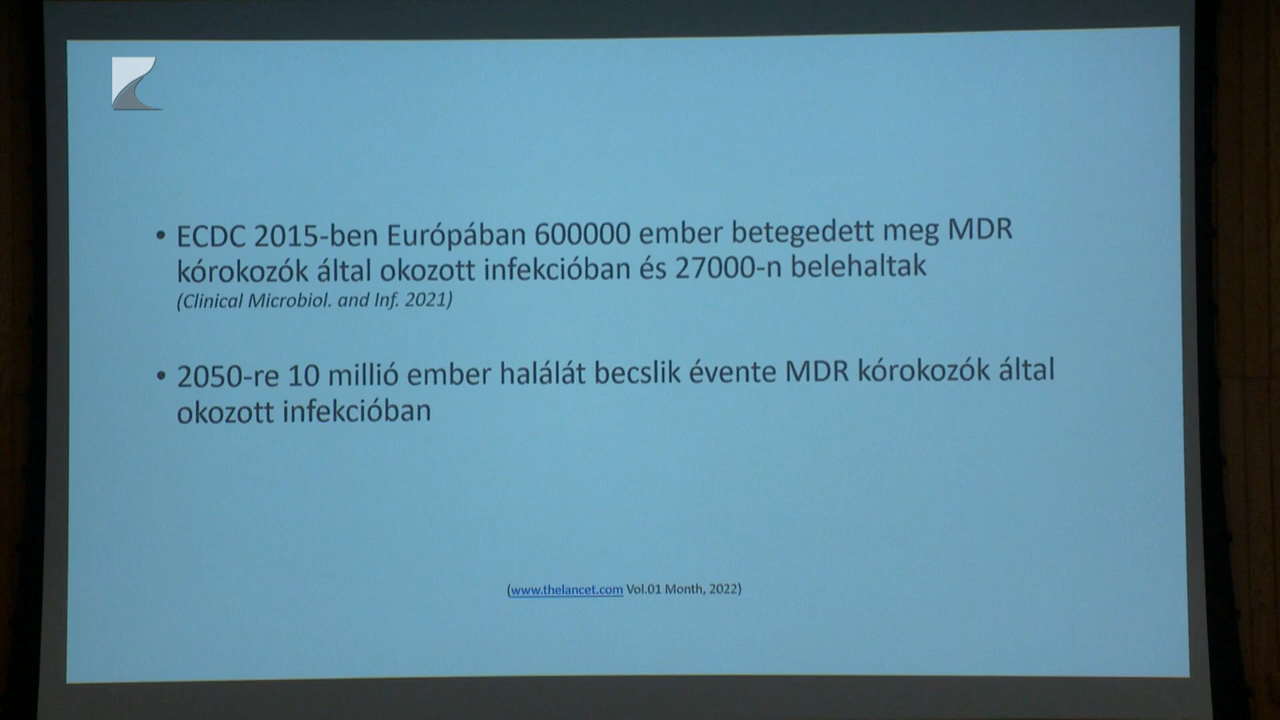 • ECDC 2015-ben Európában 600000 ember betegedett meg MDR
kórokozók által okozott infekcióban és 27000-n belehaltak
(Clinical Microbiol. and Inf. 2021)
• 2050-re 10 millió ember halálát becslik évente MDR kórokozók által
okozott infekcióban
(www.thelancet.com Vol.01 Month, 2022)